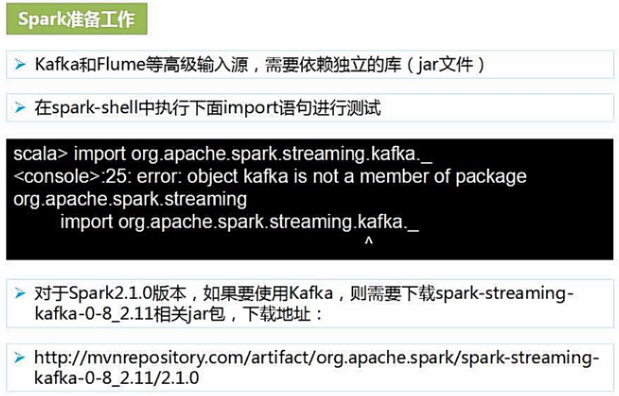 Spark准备工作
➢ Kafka和Flume等高级输入源，需要依赖独立的库（jar文件）
➢ 在spark-shell中执行下面import语句进行测试
scala> import org.apache.spark.streaming.kafka._
<console>:25: error: object kafka is not a member of package
org.apache.spark.streaming
import org.apache.spark.streaming.kafka._
^
➢ 对于Spark2.1.0版本，如果要使用Kafka，则需要下载spark-streaming-
kafka-0-8_2.11相关jar包，下载地址：
➢ http://mvnrepository.com/artifact/org.apache.spark/spark-streaming-
kafka-0-8_2.11/2.1.0